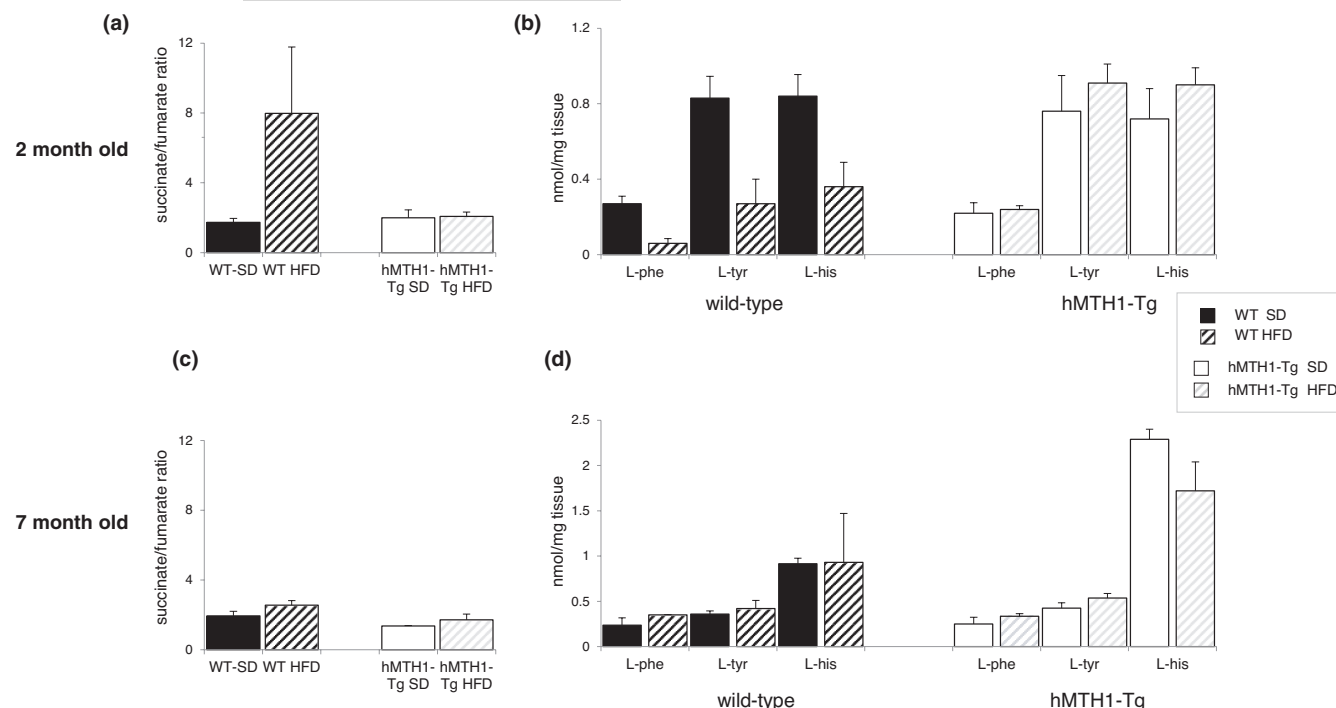 (a)
succinate/fumarate ratio
12
8
4
0
WT-SD WT HFD
hMTH1-
Tg SD
hMTH1-
Tg HFD
2 month old
(b)
nmol/mg tissue
1.2
0.8
0.4
0
L-phe L-tyr L-his
wild-type
L-phe L-tyr L-his
hMTH1-Tg
WT SD
WT HFD
hMTH1-Tg SD
hMTH1-Tg HFD
(c)
succinate/fumarate ratio
12
8
4
0
WT-SD WT HFD
hMTH1-
Tg SD
hMTH1-
Tg HFD
7 month old
(d)
nmol/mg tissue
2.5
2
1.5
1
0.5
0
L-phe L-tyr L-his
wild-type
L-phe L-tyr L-his
hMTH1-Tg